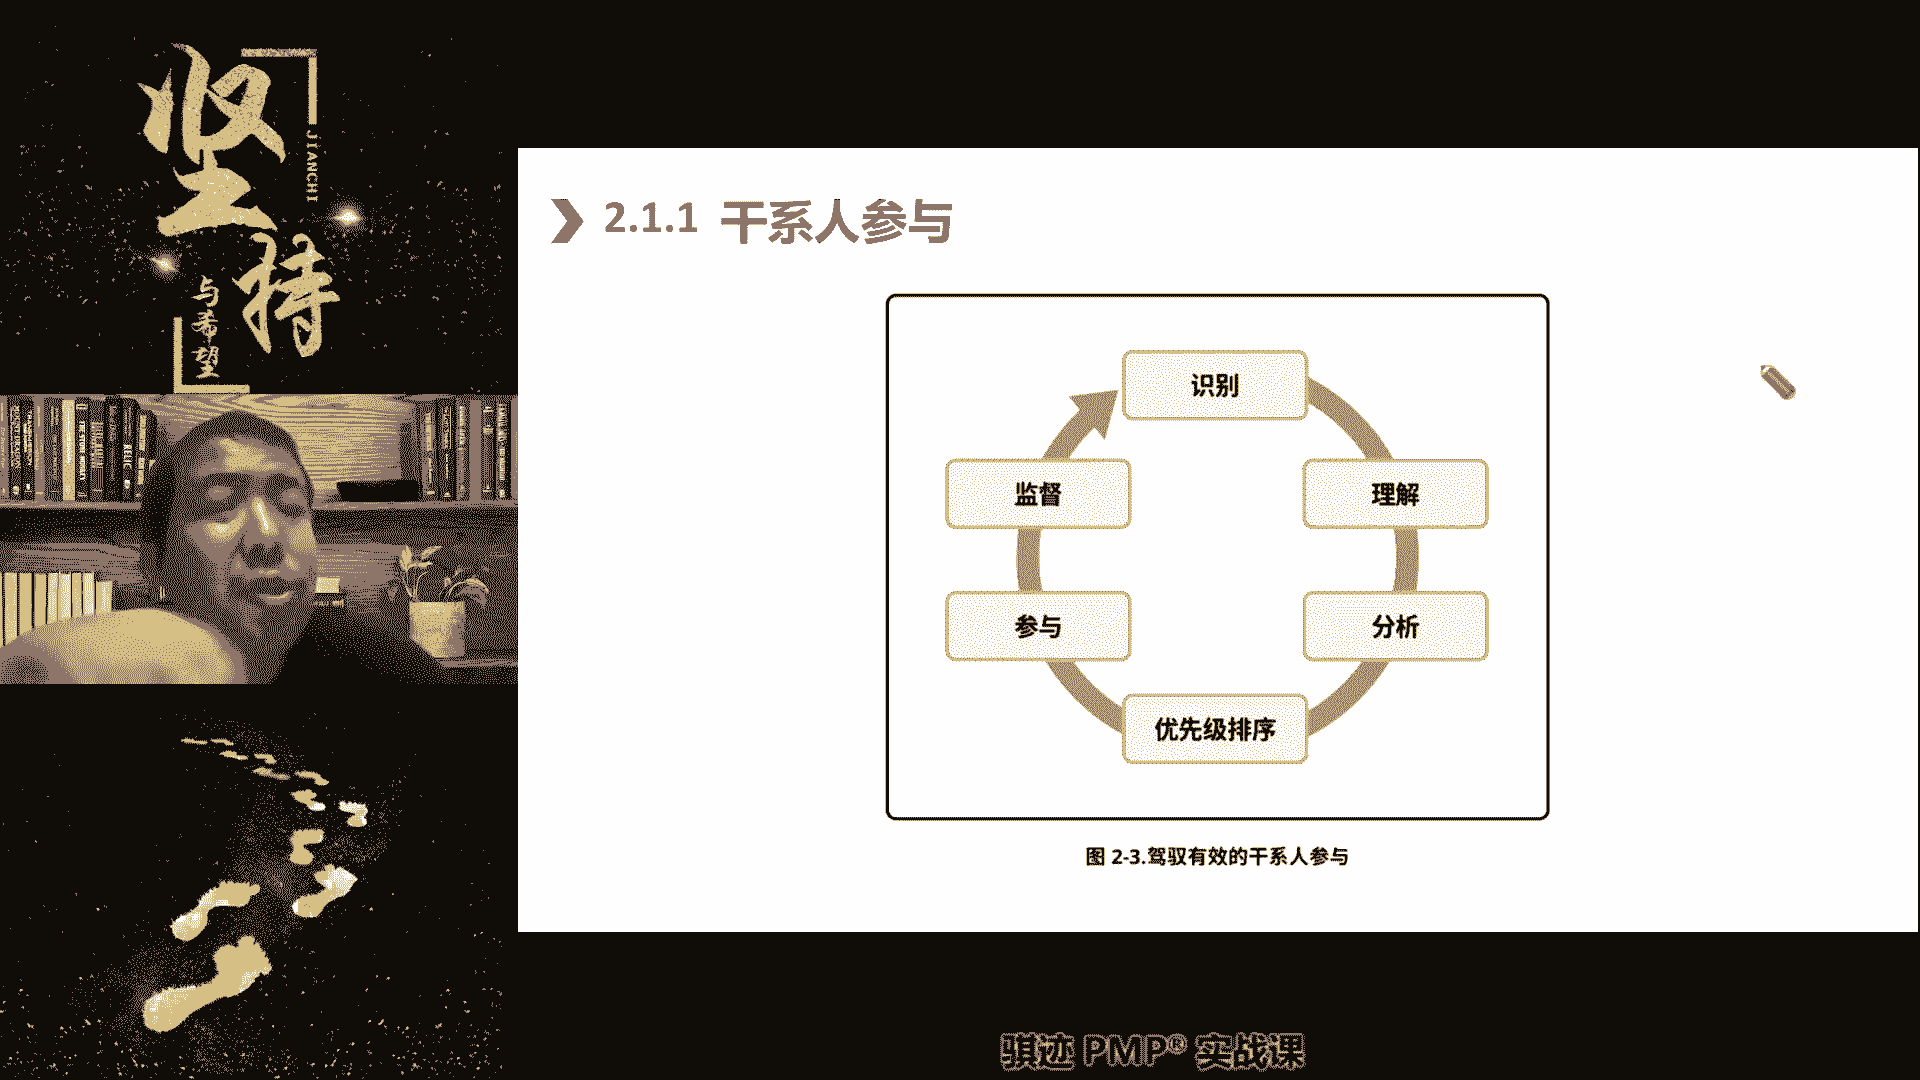 坚持
JIANCHI
与希望
2.1.1 干系人参与
识别
监督
理解
参与
分析
优先级排序
图 2-3.驾驭有效的干系人参与
骐迹 PMP® 实战课